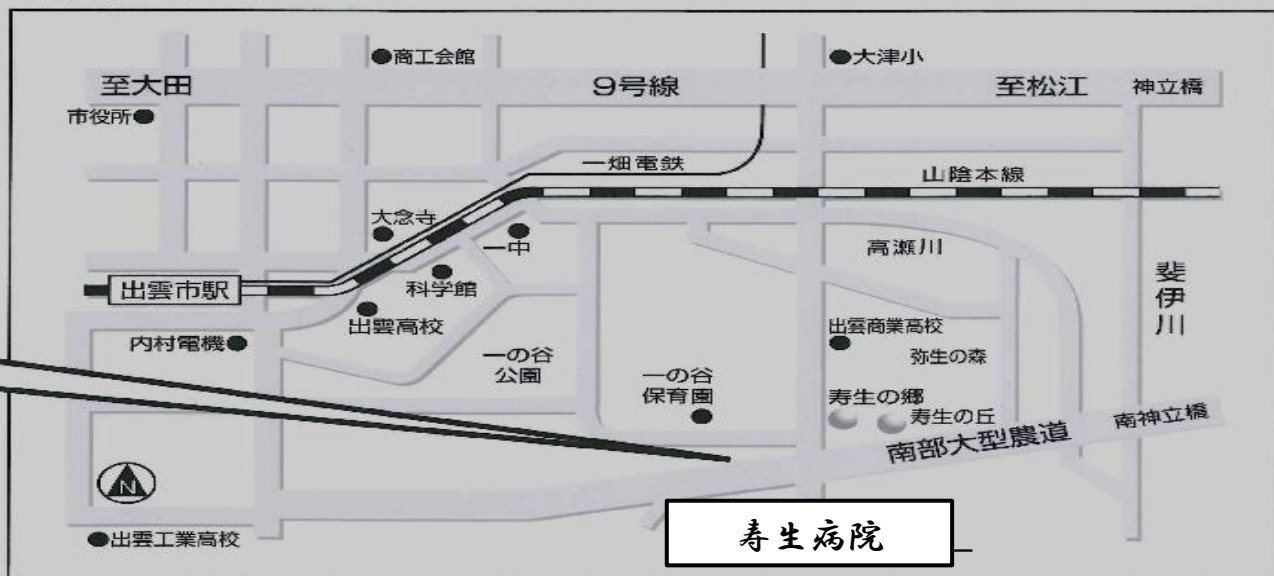 商工会館
大津小
至大田
9号線
至松江
神立橋
市役所
一畑電鉄
山陰本線
大念寺
一中
高瀬川
斐伊川
出雲市駅
科学館
出雲高校
出雲商業高校
内村電機
弥生の森
一の谷
公園
一の谷
保育園
寿生の郷
寿生の丘
南神立橋
南部大型農道
N
寿生病院
出雲工業高校